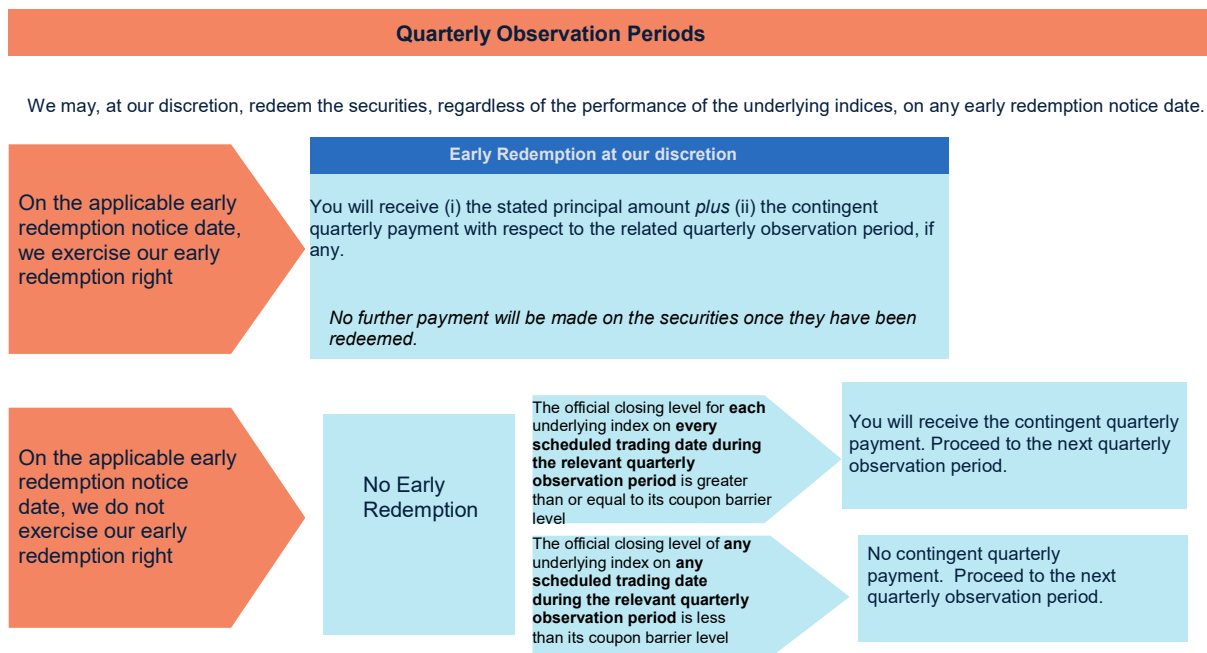 Quarterly Observation Periods
We may, at our discretion, redeem the securities, regardless of the performance of the underlying indices, on any early redemption notice date.
On the applicable early
redemption notice date,
we exercise our early
redemption right
Early Redemption at our discretion
You will receive (i) the stated principal amount plus (ii) the contingent
quarterly payment with respect to the related quarterly observation period, if
any.
No further payment will be made on the securities once they have been
redeemed.
On the applicable early
redemption notice
date, we do not
exercise our early
redemption right
No Early
Redemption
The official closing level for each
underlying index on every
scheduled trading date during
the relevant quarterly
observation period is greater
than or equal to its coupon barrier
level
You will receive the contingent quarterly
payment. Proceed to the next quarterly
observation period.
The official closing level of any
underlying index on any
scheduled trading date
during the relevant quarterly
observation period is less
than its coupon barrier level
No contingent quarterly
payment.  Proceed to the next
quarterly observation period.